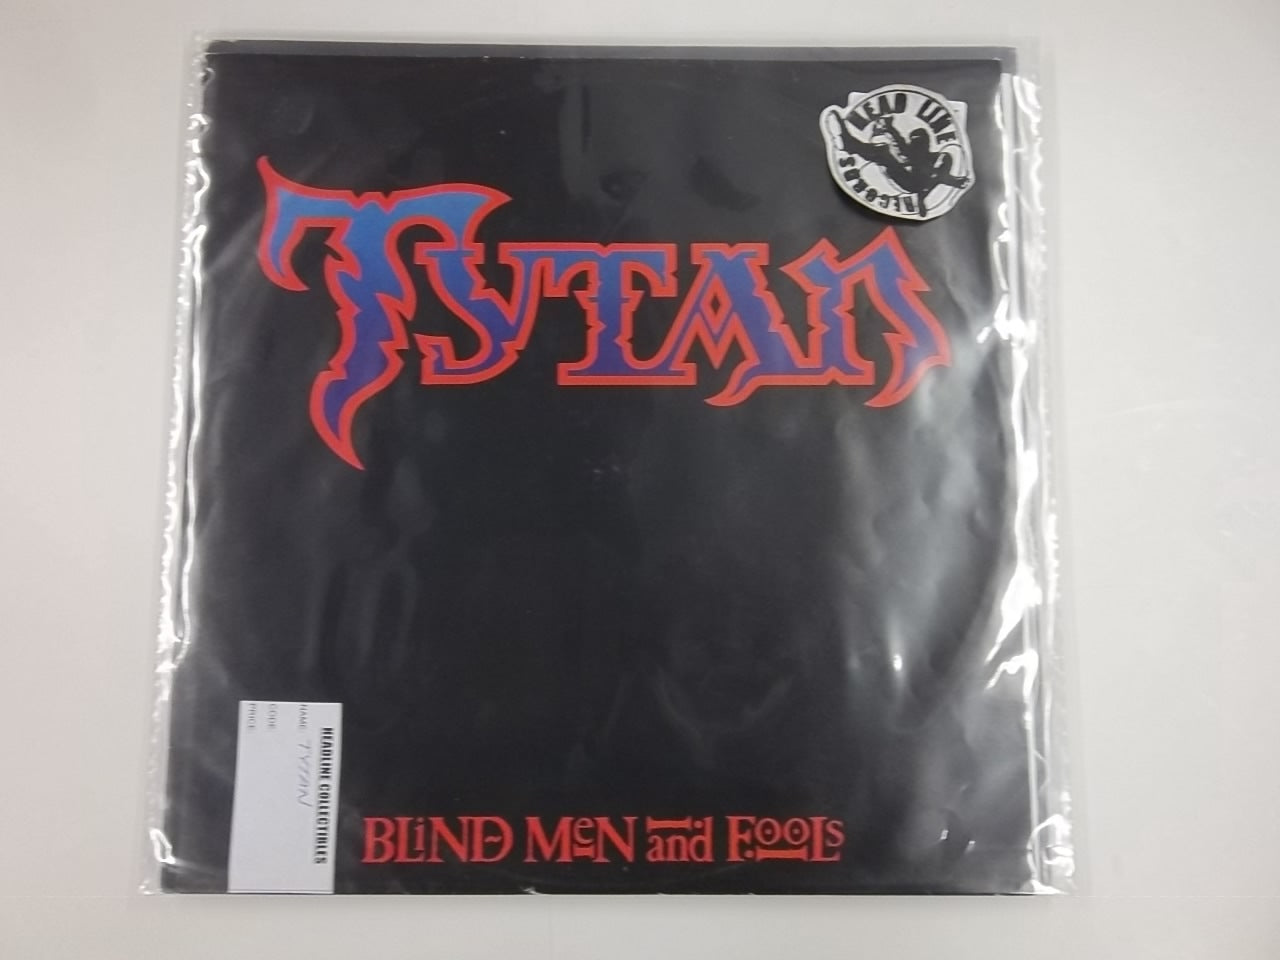 HEAD LINE
RECORDS
TYTAN
HEADLINE COLLECTIBLES
NAME TYTAN
CODE
PRICE
BLiND MeN and FOOLs